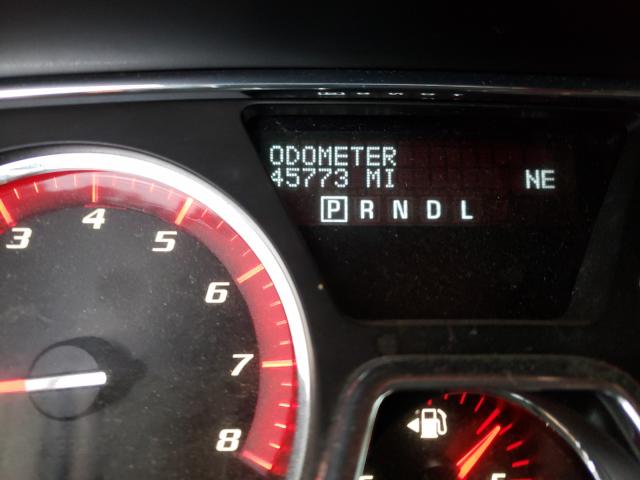 ODOMETER
45773 MI NE
P R N D L
3 4 5 6 7 8